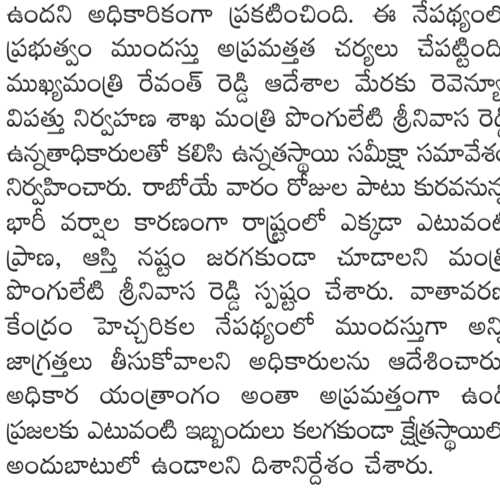 ఉందని అధికారికంగా ప్రకటించింది. ఈ నేపథ్యంలో
ప్రభుత్వం ముందస్తు అప్రమత్తత చర్యలు చేపట్టింది
ముఖ్యమంత్రి రేవంత్ రెడ్డి ఆదేశాల మేరకు రెవెన్యూ
విపత్తు నిర్వహణ శాఖ మంత్రి పొంగులేటి శ్రీనివాస రెడ్డి
ఉన్నతాధికారులతో కలిసి ఉన్నతస్థాయి సమీక్షా సమావేశం
నిర్వహించారు. రాబోయే వారం రోజుల పాటు కురవనున్న
భారీ వర్షాల కారణంగా రాష్ట్రంలో ఎక్కడా ఎటువంటి
ప్రాణ, ఆస్తి నష్టం జరగకుండా చూడాలని మంత్రి
పొంగులేటి శ్రీనివాస రెడ్డి స్పష్టం చేశారు. వాతావరణ
కేంద్రం హెచ్చరికల నేపథ్యంలో ముందస్తుగా అన్ని
జాగ్రత్తలు తీసుకోవాలని అధికారులను ఆదేశించారు
అధికార యంత్రాంగం అంతా అప్రమత్తంగా ఉండి
ప్రజలకు ఎటువంటి ఇబ్బందులు కలగకుండా క్షేత్రస్థాయిలో
అందుబాటులో ఉండాలని దిశానిర్దేశం చేశారు.